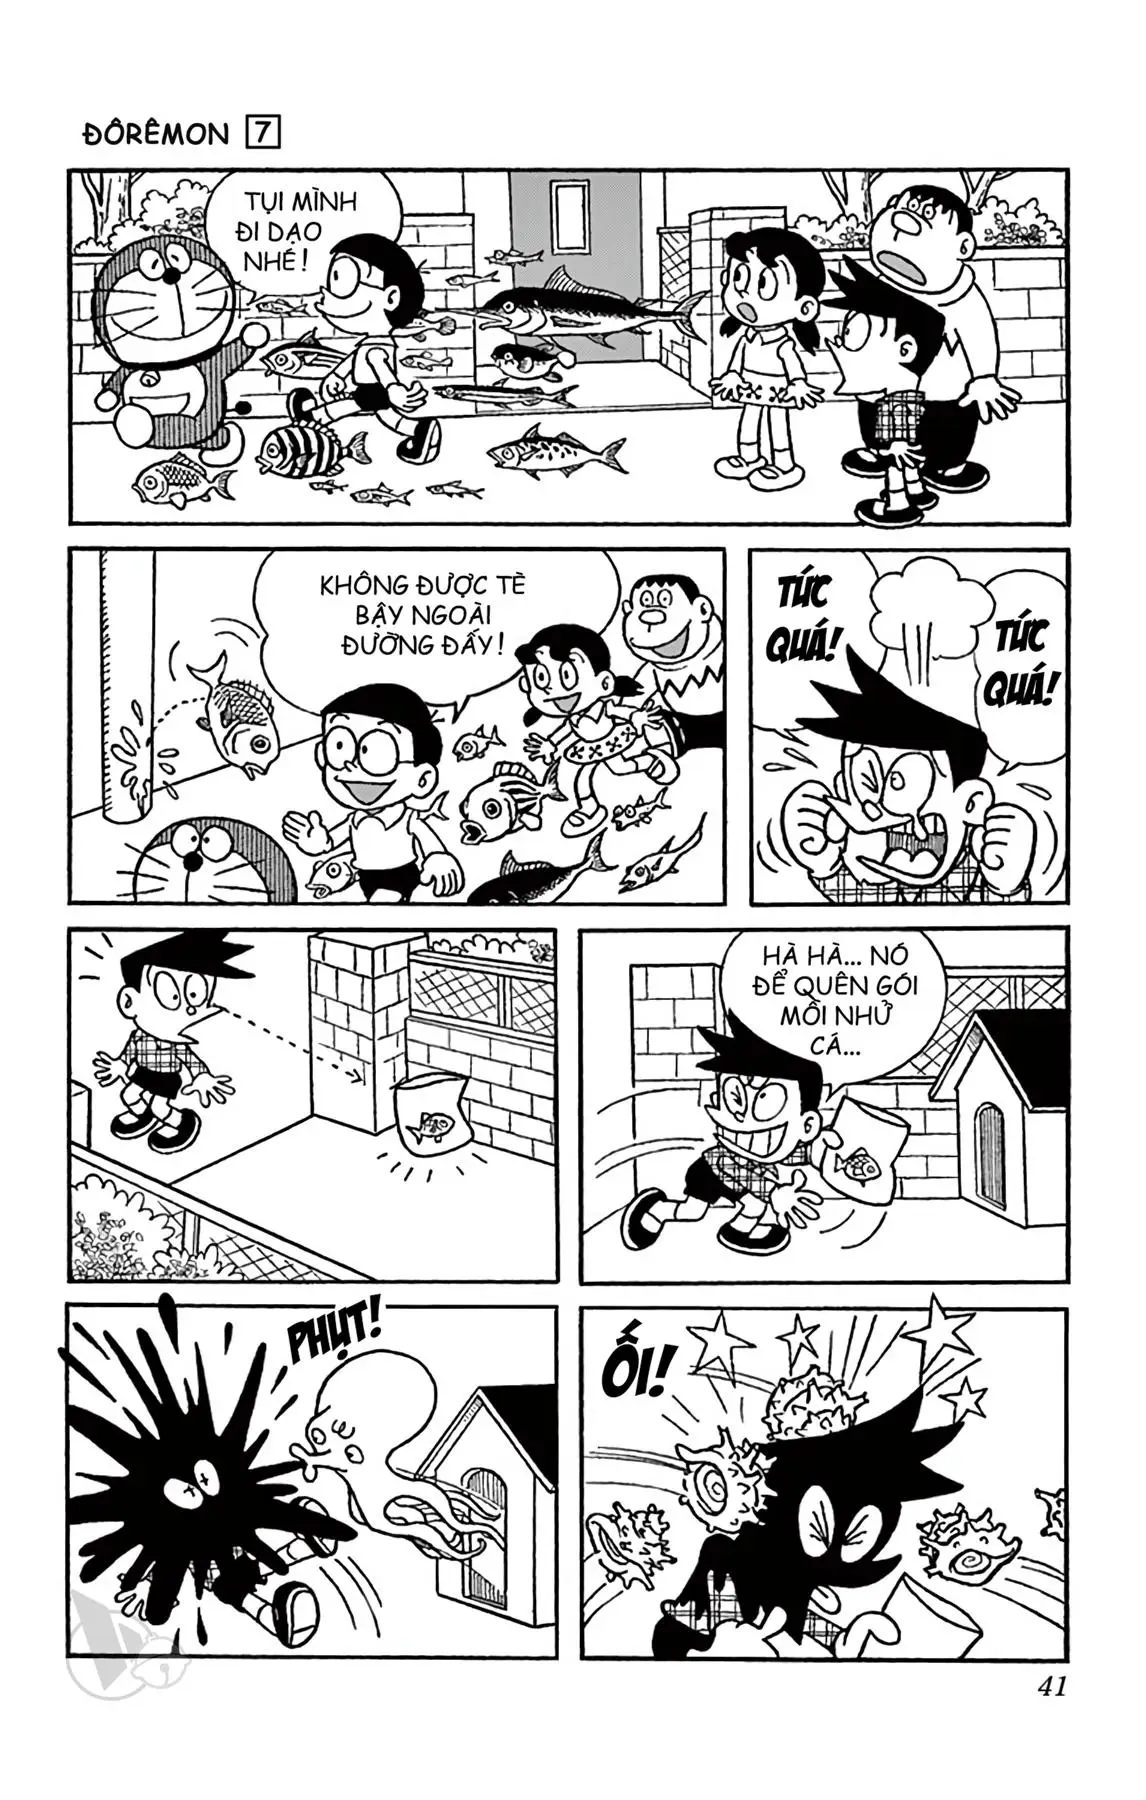 ĐÔRÊMON 7
TỤI MÌNH
ĐI DẠO
NHÉ!
KHÔNG ĐƯỢC TÈ
BẬY NGOÀI
ĐƯỜNG ĐẤY!
TỨC
QUÁ!
TỨC
QUÁ!
HÀ HÀ... NÓ
ĐỂ QUÊN GÓI
MỒI NHỬ
CÁ...
PHỤT!
ỐI!
41